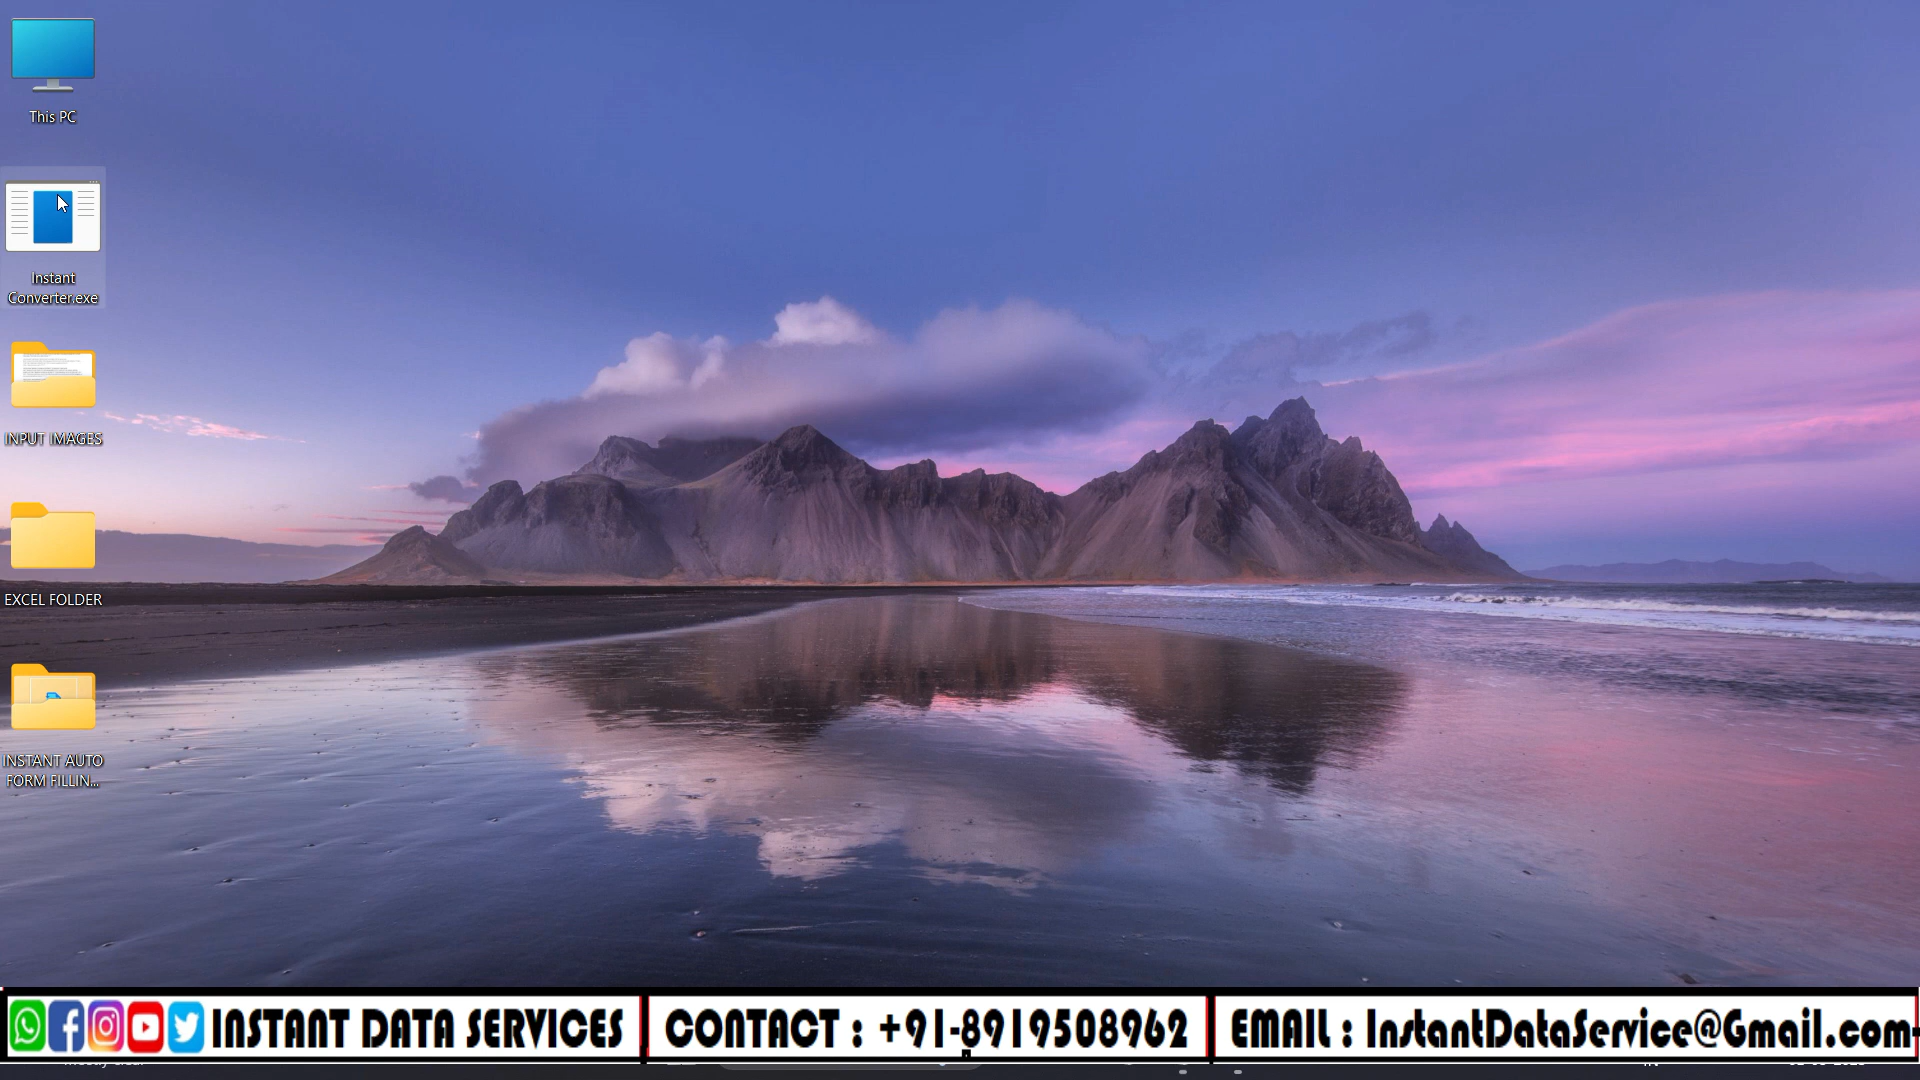 This PC
Instant
Converter.exe
INPUT IMAGES
EXCEL FOLDER
INSTANT AUTO
FORM FILLIN...
INSTANT DATA SERVICES
CONTACT : +91-8919508962
EMAIL : InstantDataService@Gmail.com